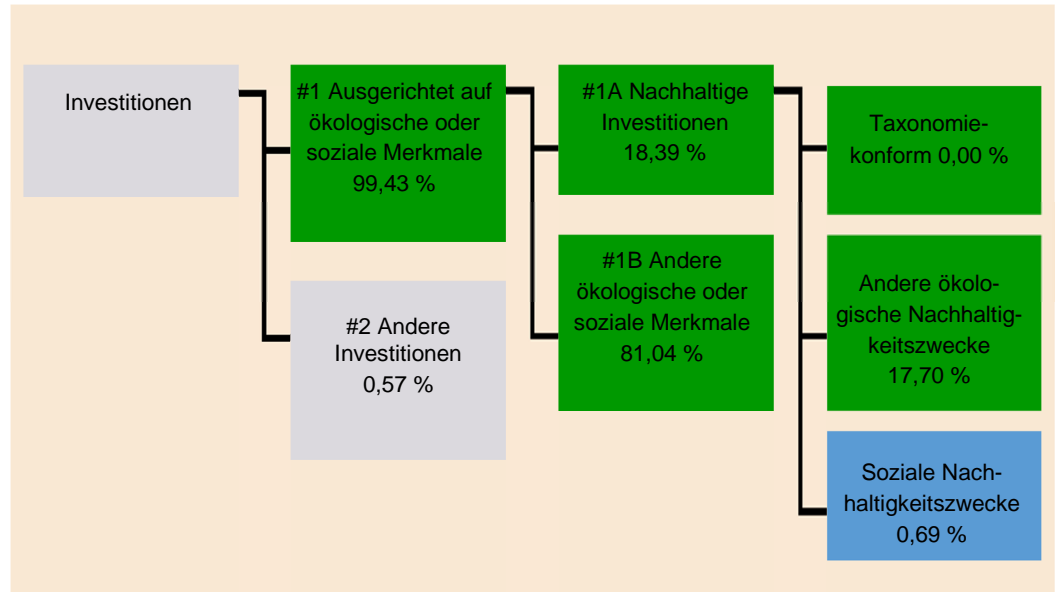 Investitionen
#1 Ausgerichtet auf
ökologische oder
soziale Merkmale
99,43 %
#2 Andere
Investitionen
0,57 %
#1A Nachhaltige
Investitionen
18,39 %
#1B Andere
ökologische oder
soziale Merkmale
81,04 %
Taxonomie-
konform 0,00 %
Andere ökolo-
gische Nachhaltig-
keitszwecke
17,70 %
Soziale Nach-
haltigkeitszwecke
0,69 %